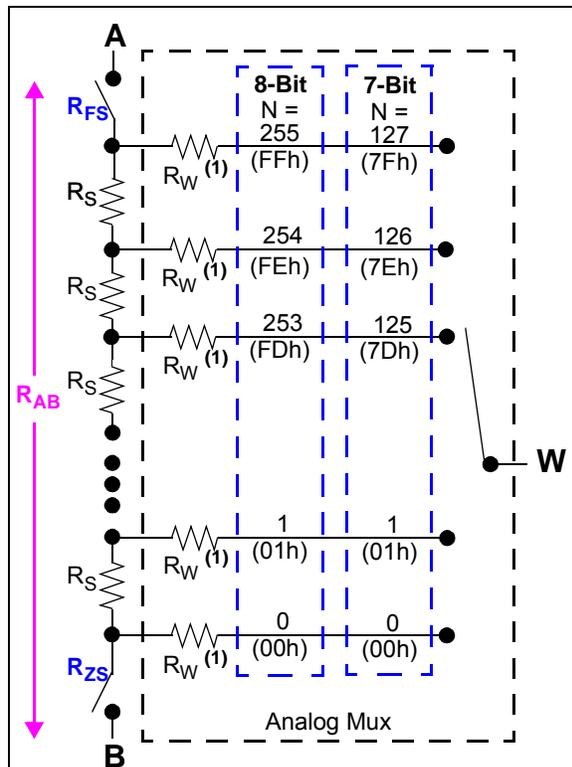 A
8-Bit 7-Bit
N = N =
R_FS
255 127
(FFh) (7Fh)
R_W (1)
R_S
254 126
(FEh) (7Eh)
R_W (1)
R_S
253 125
(FDh) (7Dh)
R_W (1)
R_S
R_AB
W
1 1
(01h) (01h)
R_W (1)
R_S
0 0
(00h) (00h)
R_W (1)
R_ZS
Analog Mux
B